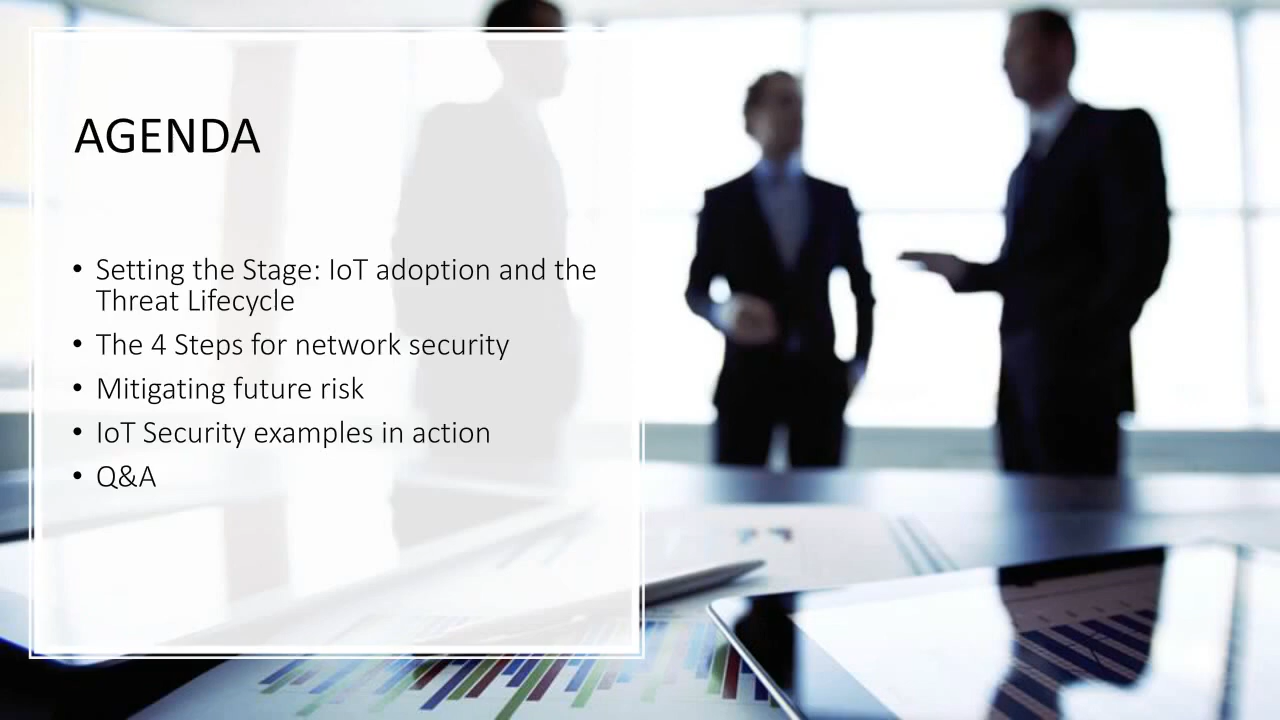 AGENDA
• Setting the Stage: IoT adoption and the
Threat Lifecycle
• The 4 Steps for network security
• Mitigating future risk
• IoT Security examples in action
• Q&A